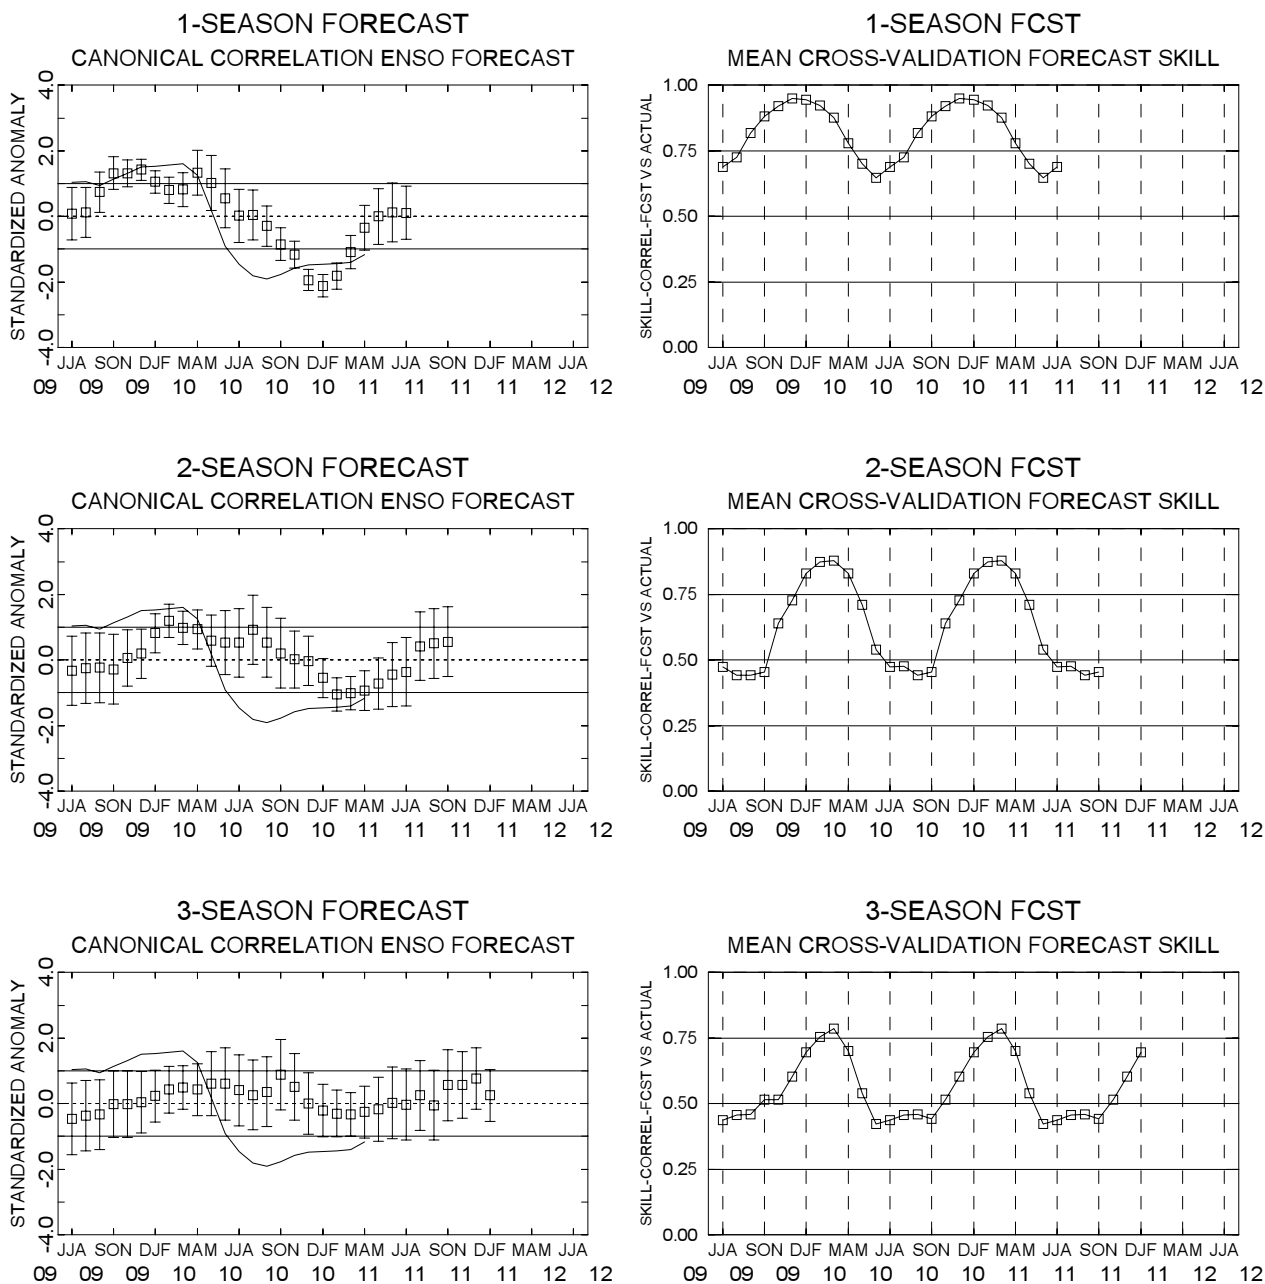 1-SEASON FORECAST
CANONICAL CORRELATION ENSO FORECAST
STANDARDIZED ANOMALY
4.0
2.0
0.0
-2.0
-4.0
JJA SON DJF MAM JJA SON DJF MAM JJA SON DJF MAM JJA
09 09 09 10 10 10 10 11 11 11 11 12 12
1-SEASON FCST
MEAN CROSS-VALIDATION FORECAST SKILL
SKILL-CORREL-FCST VS ACTUAL
1.00
0.75
0.50
0.25
0.00
JJA SON DJF MAM JJA SON DJF MAM JJA SON DJF MAM JJA
09 09 09 10 10 10 10 11 11 11 11 12 12
2-SEASON FORECAST
CANONICAL CORRELATION ENSO FORECAST
STANDARDIZED ANOMALY
4.0
2.0
0.0
-2.0
-4.0
JJA SON DJF MAM JJA SON DJF MAM JJA SON DJF MAM JJA
09 09 09 10 10 10 10 11 11 11 11 12 12
2-SEASON FCST
MEAN CROSS-VALIDATION FORECAST SKILL
SKILL-CORREL-FCST VS ACTUAL
1.00
0.75
0.50
0.25
0.00
JJA SON DJF MAM JJA SON DJF MAM JJA SON DJF MAM JJA
09 09 09 10 10 10 10 11 11 11 11 12 12
3-SEASON FORECAST
CANONICAL CORRELATION ENSO FORECAST
STANDARDIZED ANOMALY
4.0
2.0
0.0
-2.0
-4.0
JJA SON DJF MAM JJA SON DJF MAM JJA SON DJF MAM JJA
09 09 09 10 10 10 10 11 11 11 11 12 12
3-SEASON FCST
MEAN CROSS-VALIDATION FORECAST SKILL
SKILL-CORREL-FCST VS ACTUAL
1.00
0.75
0.50
0.25
0.00
JJA SON DJF MAM JJA SON DJF MAM JJA SON DJF MAM JJA
09 09 09 10 10 10 10 11 11 11 11 12 12